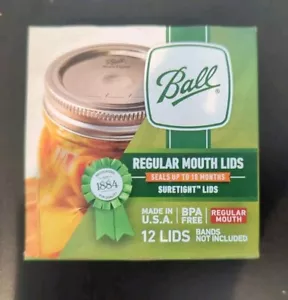 Ball
REGULAR MOUTH LIDS
SEALS UP TO 18 MONTHS
SURETIGHT™ LIDS
1884
MADE IN U.S.A.
BPA FREE
REGULAR MOUTH
12 LIDS
BANDS NOT INCLUDED